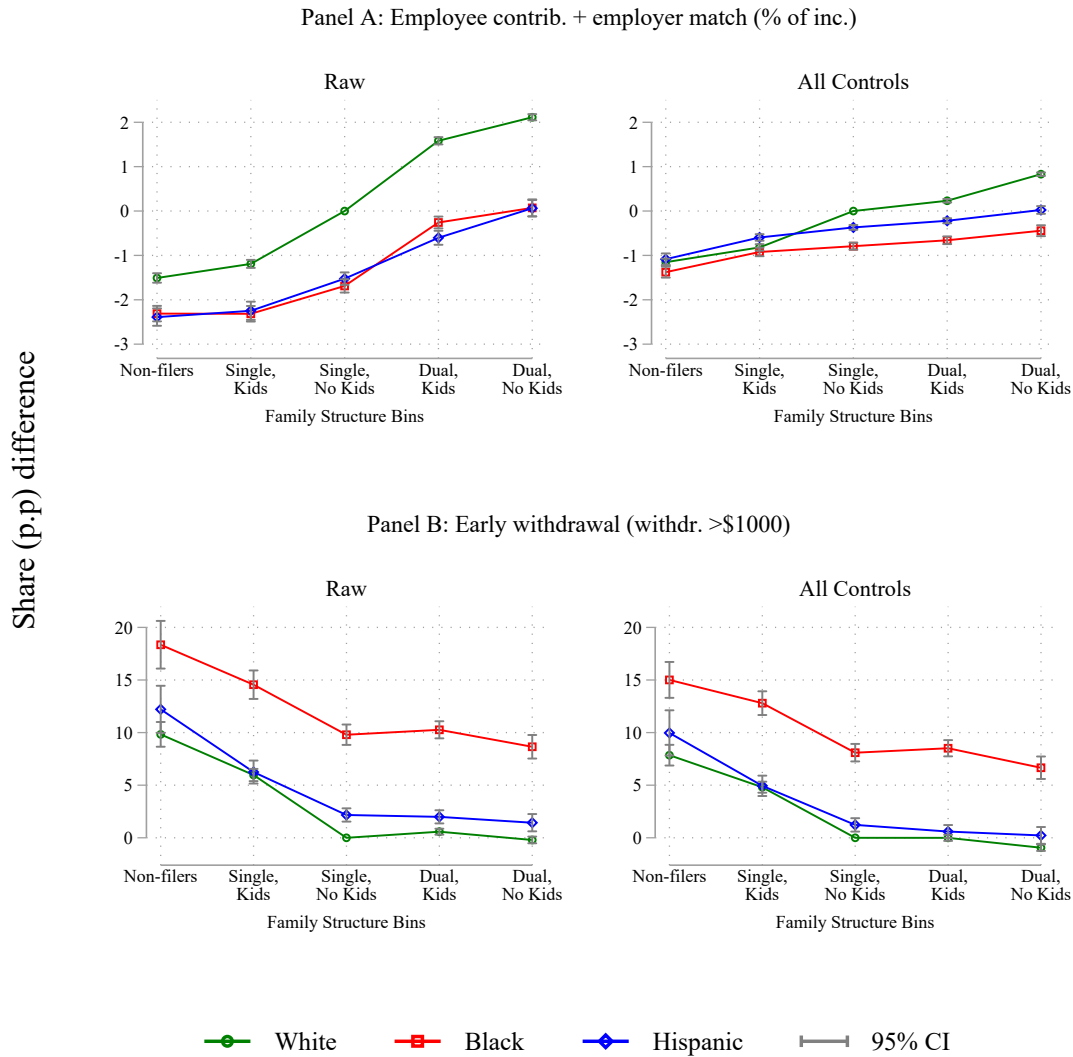 Panel A: Employee contrib. + employer match (% of inc.)
Raw
All Controls
2
1
0
-1
-2
-3
2
1
0
-1
-2
-3
Non-filers
Single,
Kids
Single,
No Kids
Dual,
Kids
Dual,
No Kids
Non-filers
Single,
Kids
Single,
No Kids
Dual,
Kids
Dual,
No Kids
Family Structure Bins
Family Structure Bins
Share (p.p) difference
Panel B: Early withdrawal (withdr. >$1000)
Raw
All Controls
20
15
10
5
0
20
15
10
5
0
Non-filers
Single,
Kids
Single,
No Kids
Dual,
Kids
Dual,
No Kids
Non-filers
Single,
Kids
Single,
No Kids
Dual,
Kids
Dual,
No Kids
Family Structure Bins
Family Structure Bins
White
Black
Hispanic
95% CI